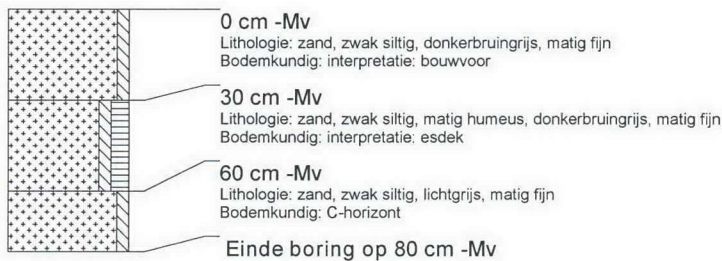 0 cm -Mv
Lithologie: zand, zwak siltig, donkerbruingrijs, matig fijn
Bodemkundig: interpretatie: bouwvoor
30 cm -Mv
Lithologie: zand, zwak siltig, matig humeus, donkerbruingrijs, matig fijn
Bodemkundig: interpretatie: esdek
60 cm -Mv
Lithologie: zand, zwak siltig, lichtgrijs, matig fijn
Bodemkundig: C-horizont
Einde boring op 80 cm -Mv